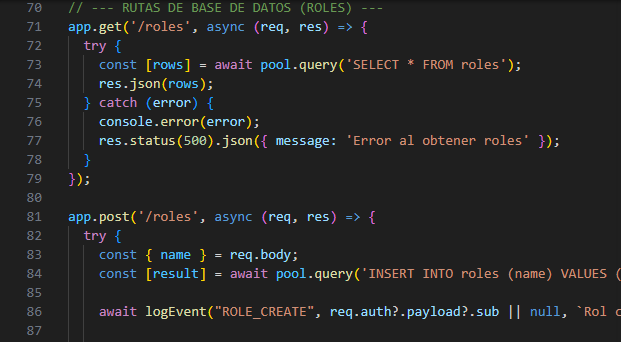 70 // --- RUTAS DE BASE DE DATOS (ROLES) ---
71 app.get('/roles', async (req, res) => {
72   try {
73     const [rows] = await pool.query('SELECT * FROM roles');
74     res.json(rows);
75   } catch (error) {
76     console.error(error);
77     res.status(500).json({ message: 'Error al obtener roles' });
78   }
79 });
80
81 app.post('/roles', async (req, res) => {
82   try {
83     const { name } = req.body;
84     const [result] = await pool.query('INSERT INTO roles (name) VALUES (
85
86     await logEvent("ROLE_CREATE", req.auth?.payload?.sub || null, `Rol
87